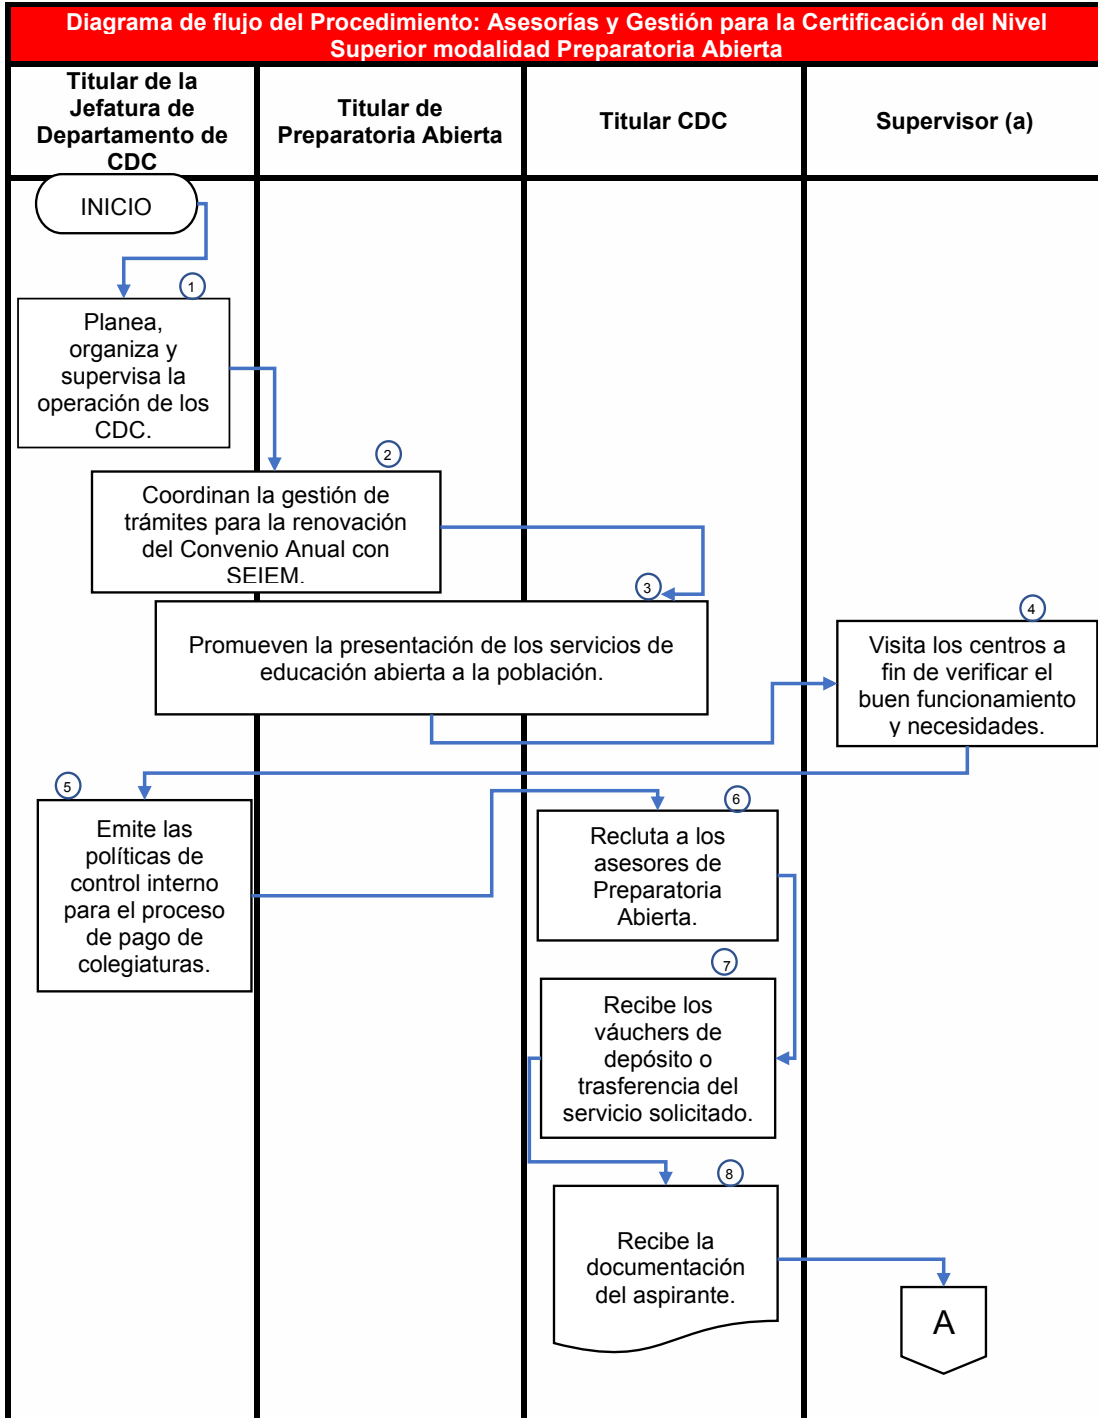 Diagrama de flujo del Procedimiento: Asesorías y Gestión para la Certificación del Nivel
Superior modalidad Preparatoria Abierta
Titular de la
Jefatura de
Departamento de
CDC
Titular de
Preparatoria Abierta
Titular CDC
Supervisor (a)
INICIO
1
Planea,
organiza y
supervisa la
operación de los
CDC.
2
Coordinan la gestión de
trámites para la renovación
del Convenio Anual con
SEIEM.
3
Promueven la presentación de los servicios de
educación abierta a la población.
4
Visita los centros a
fin de verificar el
buen funcionamiento
y necesidades.
5
Emite las
políticas de
control interno
para el proceso
de pago de
colegiaturas.
6
Recluta a los
asesores de
Preparatoria
Abierta.
7
Recibe los
váuchers de
depósito o
trasferencia del
servicio solicitado.
8
Recibe la
documentación
del aspirante.
A